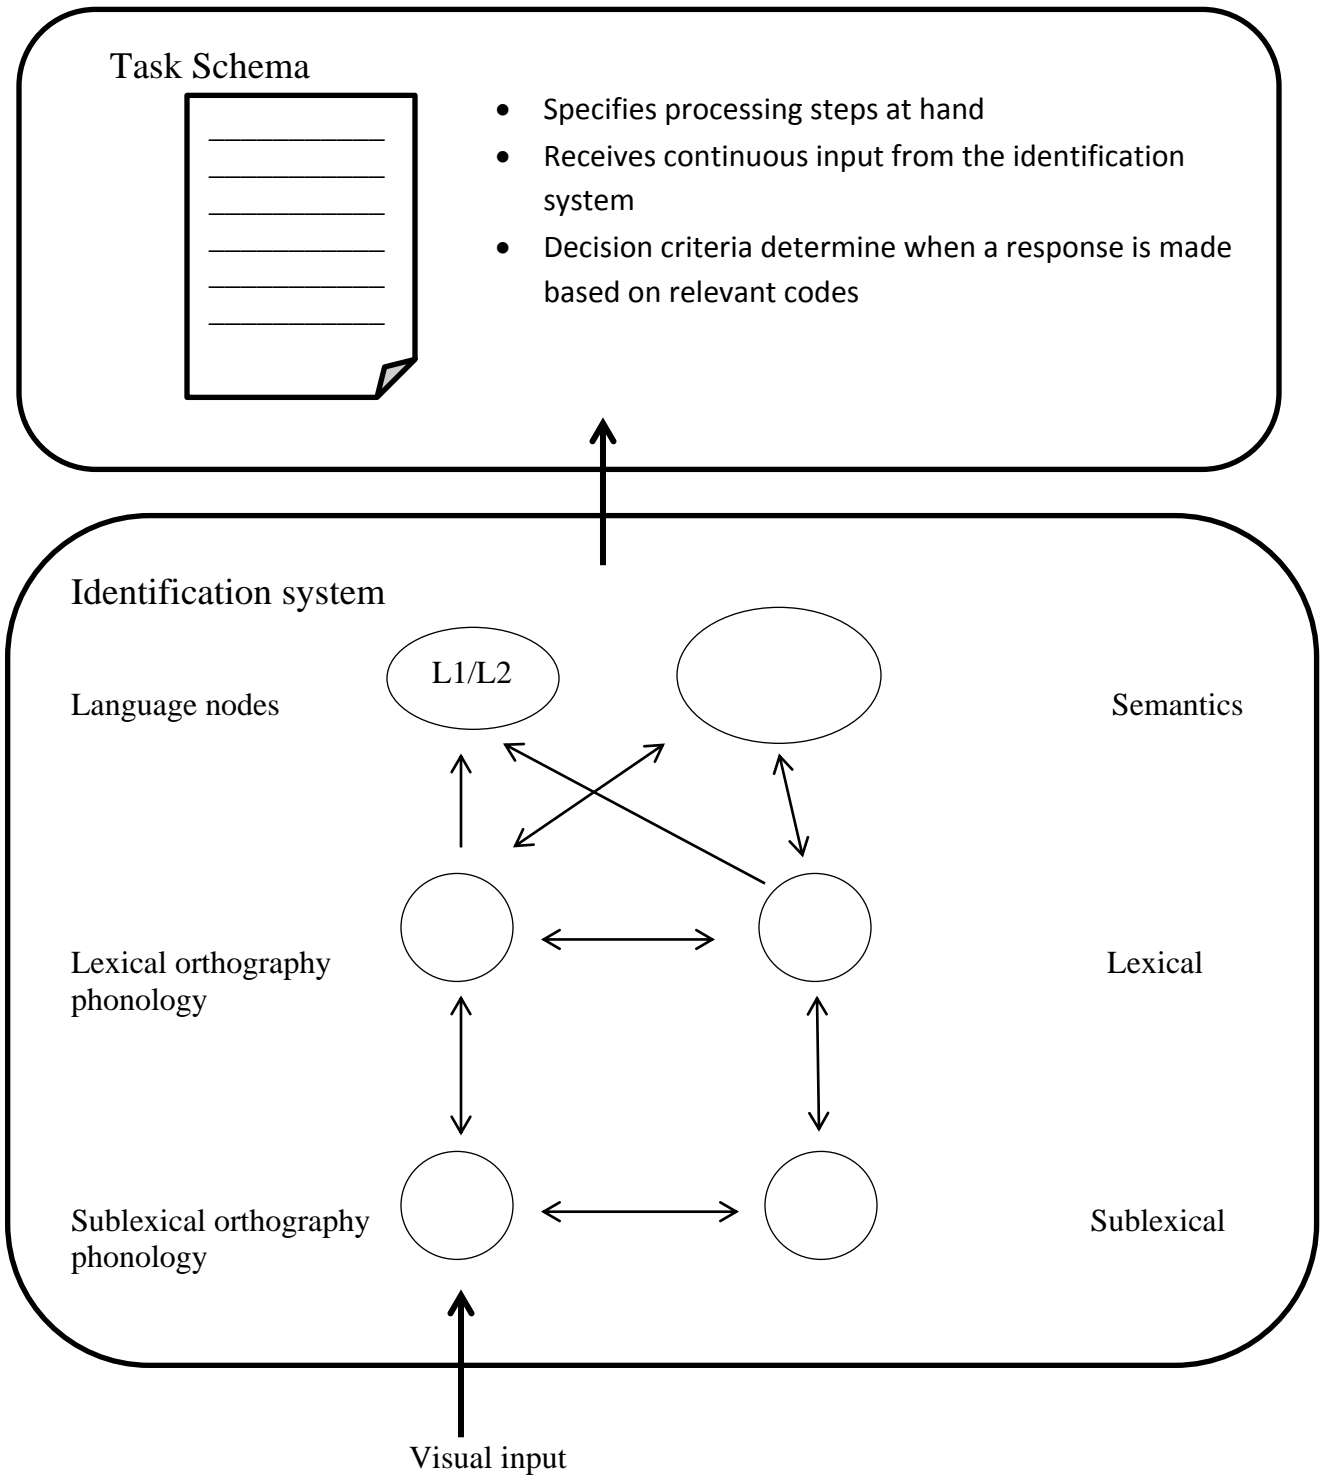 Task Schema
• Specifies processing steps at hand
• Receives continuous input from the identification
system
• Decision criteria determine when a response is made
based on relevant codes
Identification system
L1/L2
Language nodes
Semantics
Lexical orthography
phonology
Lexical
Sublexical orthography
phonology
Sublexical
Visual input